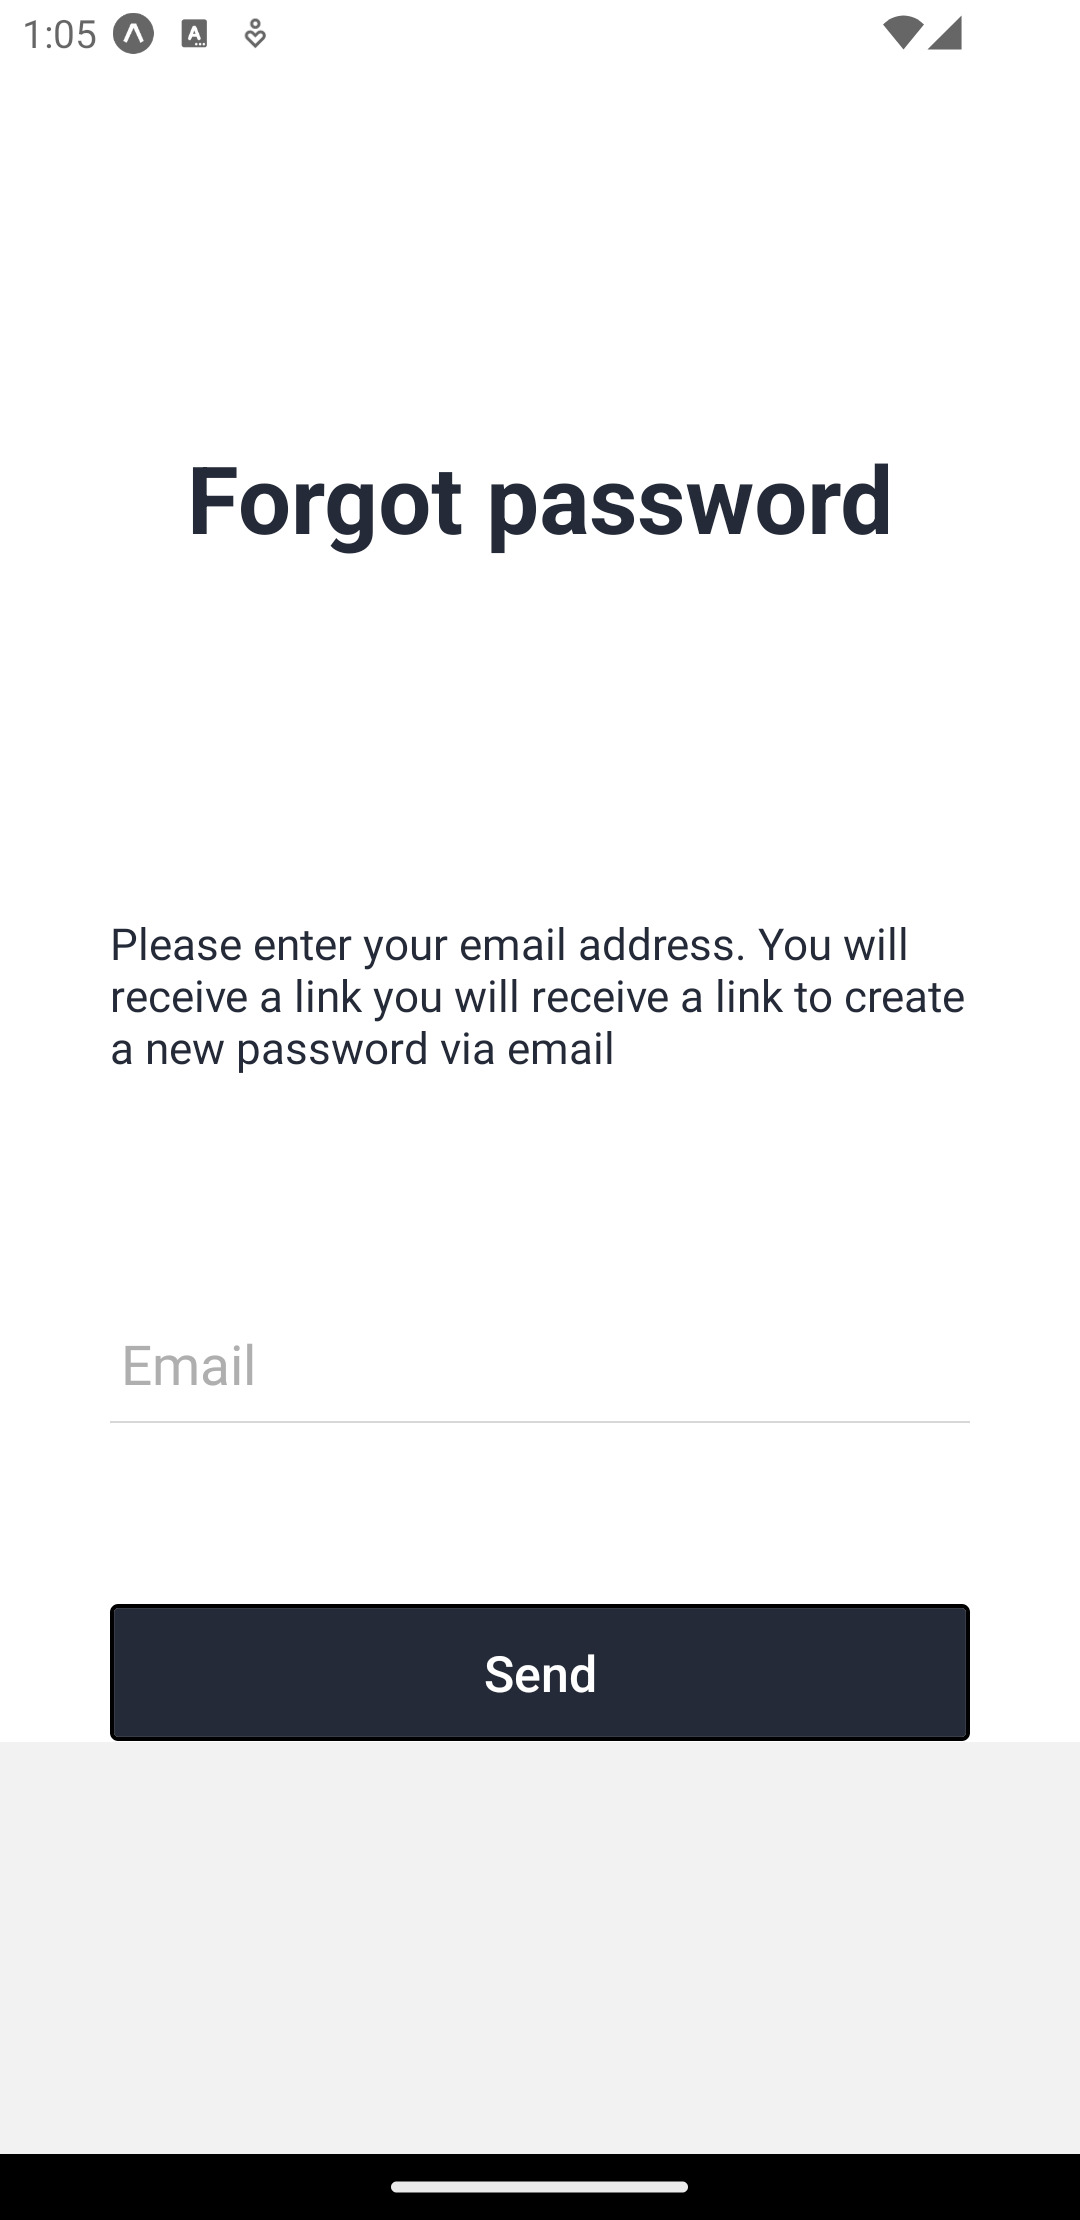 1:05
Forgot password
Please enter your email address. You will
receive a link you will receive a link to create
a new password via email
Email
Send